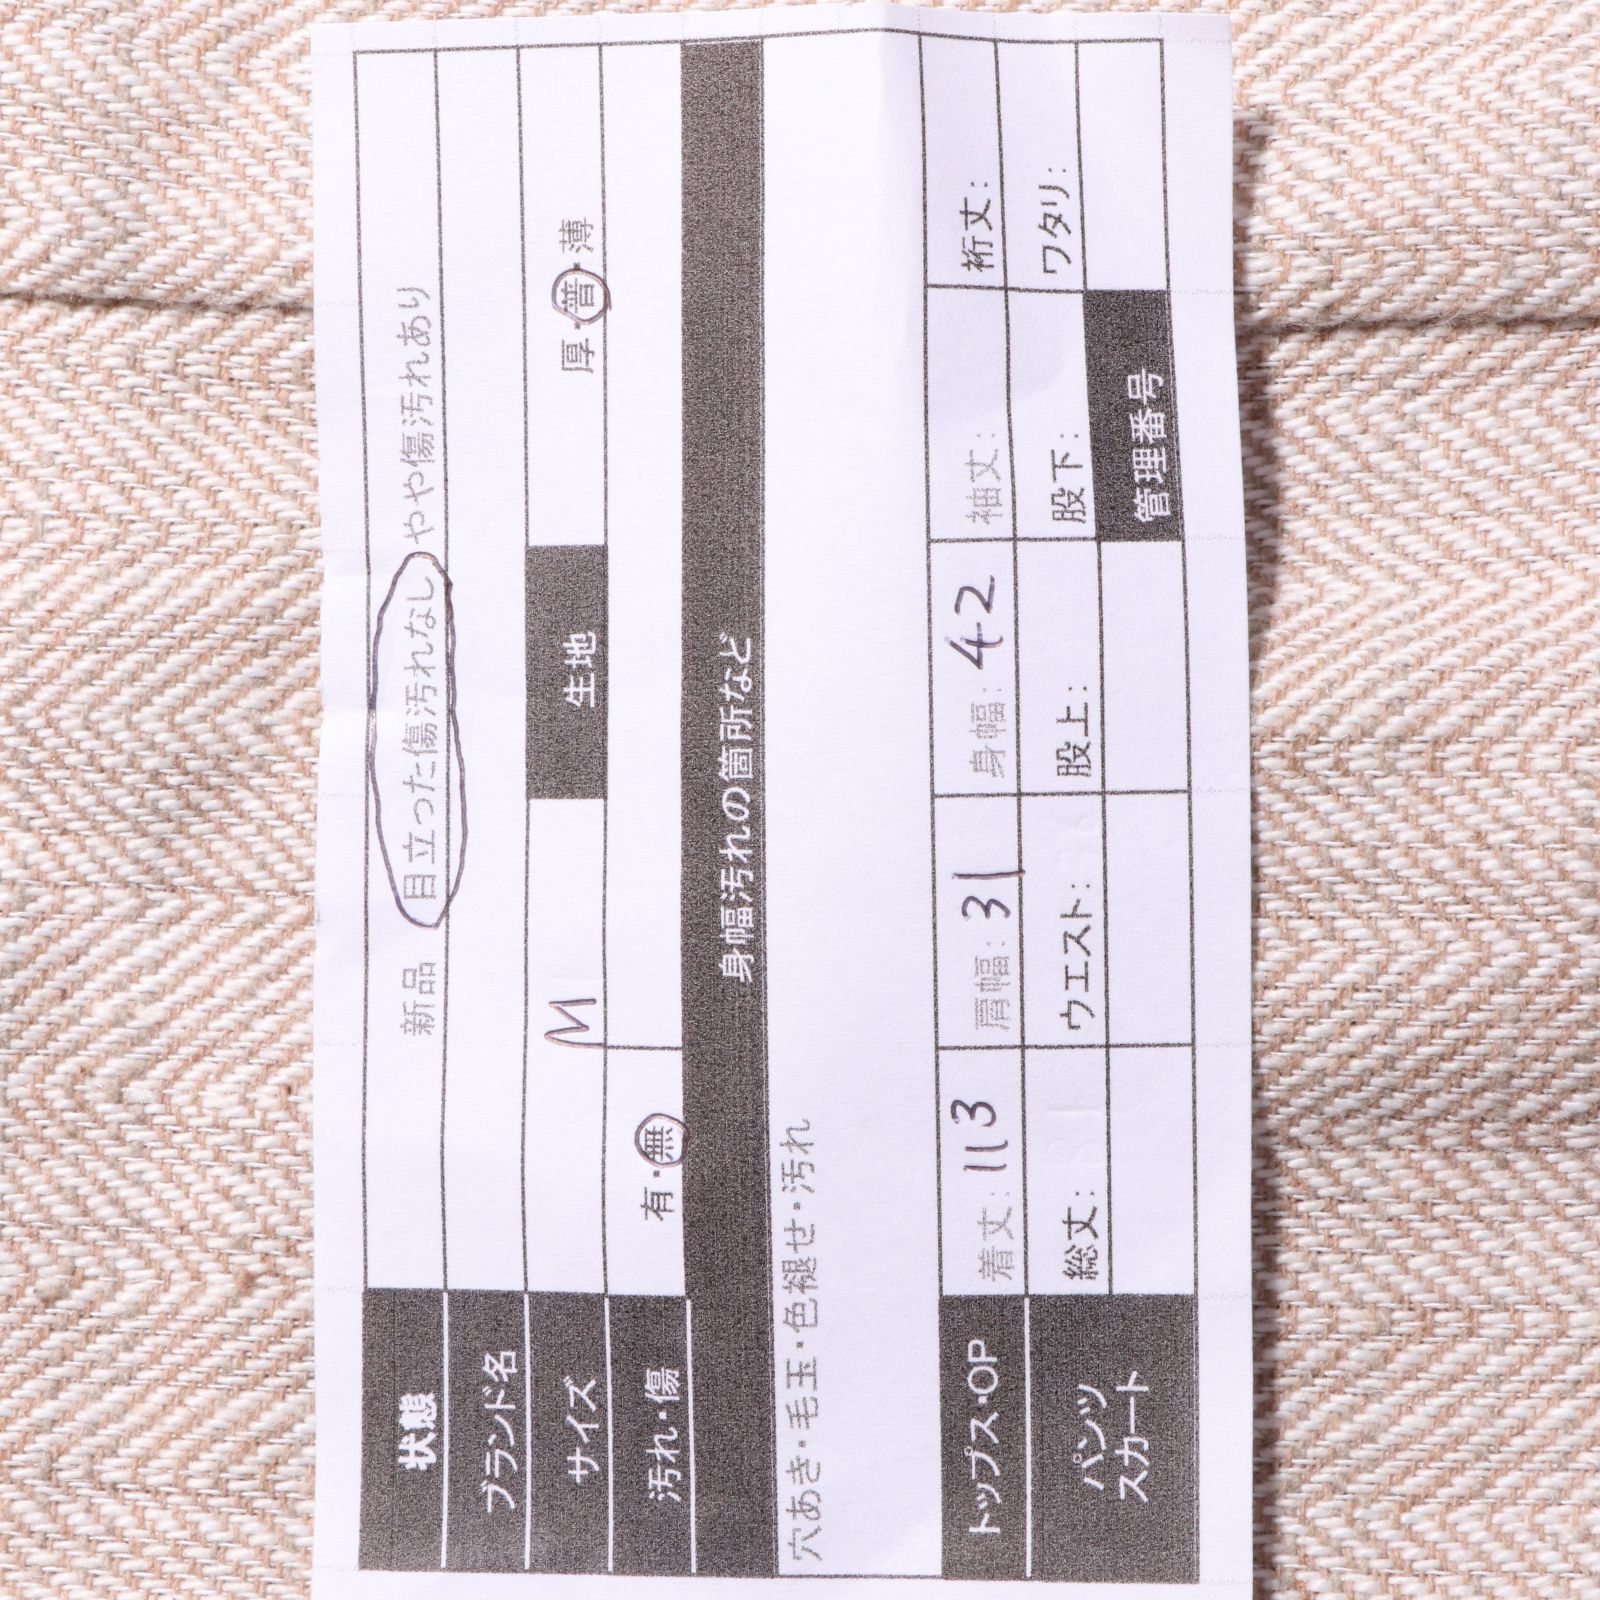 状態 新品 目立った傷汚れなし やや傷汚れあり
ブランド名
サイズ M 生地 厚・普・薄
汚れ・傷 有・無
身幅汚れの箇所など
穴あき・毛玉・色褪せ・汚れ
トップス・OP 着丈: 113 肩幅: 31 身幅: 42 袖丈: 裄丈:
パンツ スカート 総丈: ウエスト: 股上: 股下: ワタリ:
管理番号